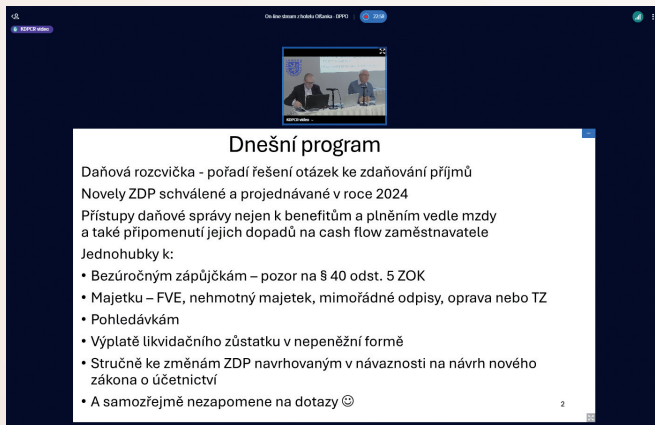 On-line stream z hotelu Olšanka - DPPO
22:58
KDPCR video
KDPCR video
Dnešní program
Daňová rozcvička - pořadí řešení otázek ke zdaňování příjmů
Novely ZDP schválené a projednávané v roce 2024
Přístupy daňové správy nejen k benefitům a plněním vedle mzdy
a také připomenutí jejich dopadů na cash flow zaměstnavatele
Jednohubky k:
• Bezúročným zápůjčkám – pozor na § 40 odst. 5 ZOK
• Majetku – FVE, nehmotný majetek, mimořádné odpisy, oprava nebo TZ
• Pohledávkám
• Výplatě likvidačního zůstatku v nepeněžní formě
• Stručně ke změnám ZDP navrhovaným v návaznosti na návrh nového
zákona o účetnictví
• A samozřejmě nezapomene na dotazy ☺
2